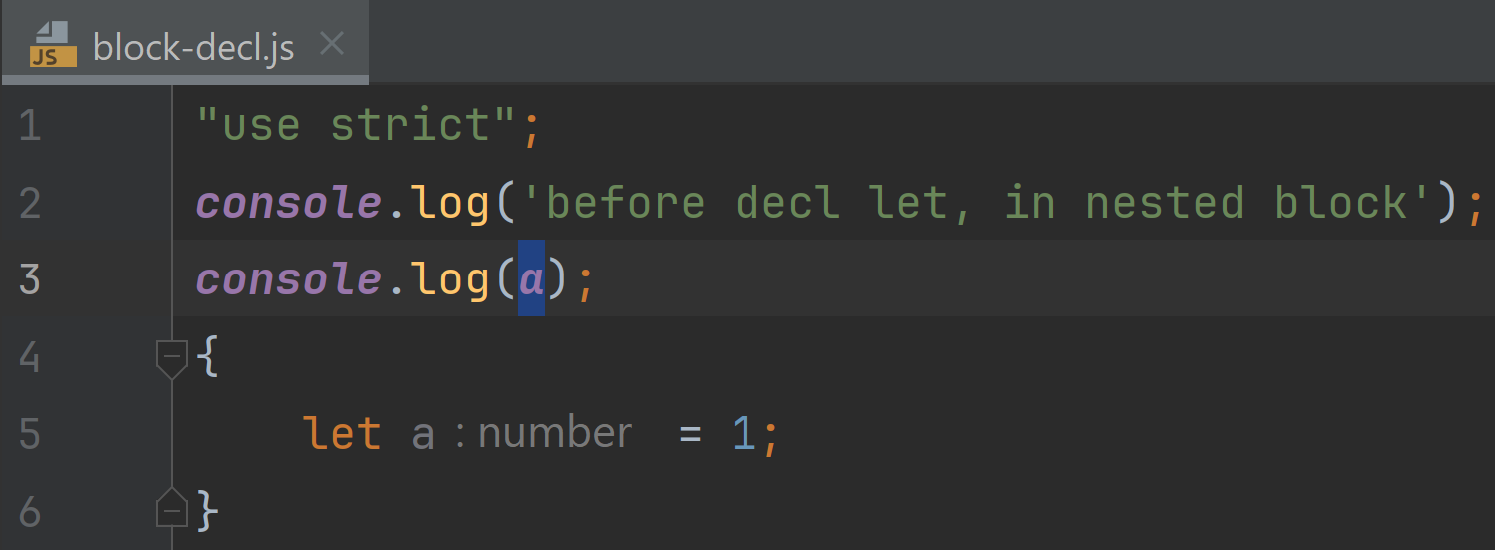 JS block-decl.js
1 "use strict";
2 console.log('before decl let, in nested block');
3 console.log(a);
4 {
5 let a : number = 1;
6 }